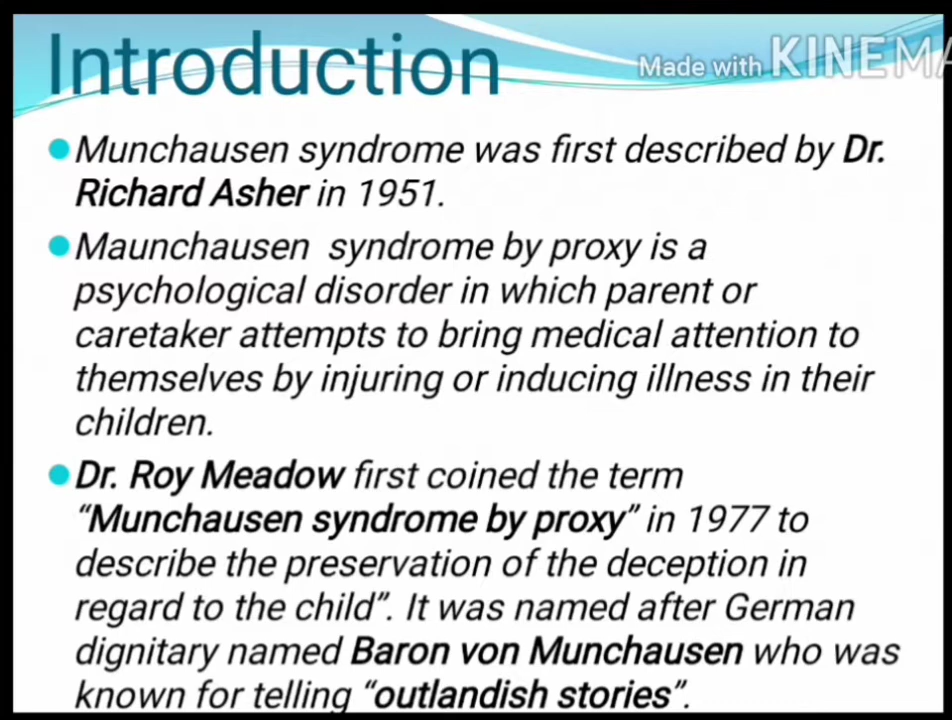 Introduction
Made with KINEMA
Munchausen syndrome was first described by Dr.
Richard Asher in 1951.
Maunchausen syndrome by proxy is a
psychological disorder in which parent or
caretaker attempts to bring medical attention to
themselves by injuring or inducing illness in their
children.
Dr. Roy Meadow first coined the term
“Munchausen syndrome by proxy” in 1977 to
describe the preservation of the deception in
regard to the child”. It was named after German
dignitary named Baron von Munchausen who was
known for telling “outlandish stories”.